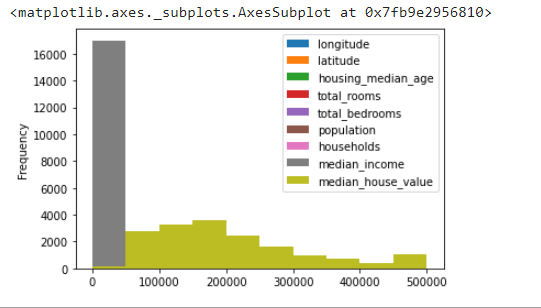 <matplotlib.axes._subplots.AxesSubplot at 0x7fb9e2956810>
16000
14000
12000
10000
8000
6000
4000
2000
0
Frequency
longitude
latitude
housing_median_age
total_rooms
total_bedrooms
population
households
median_income
median_house_value
0 100000 200000 300000 400000 500000